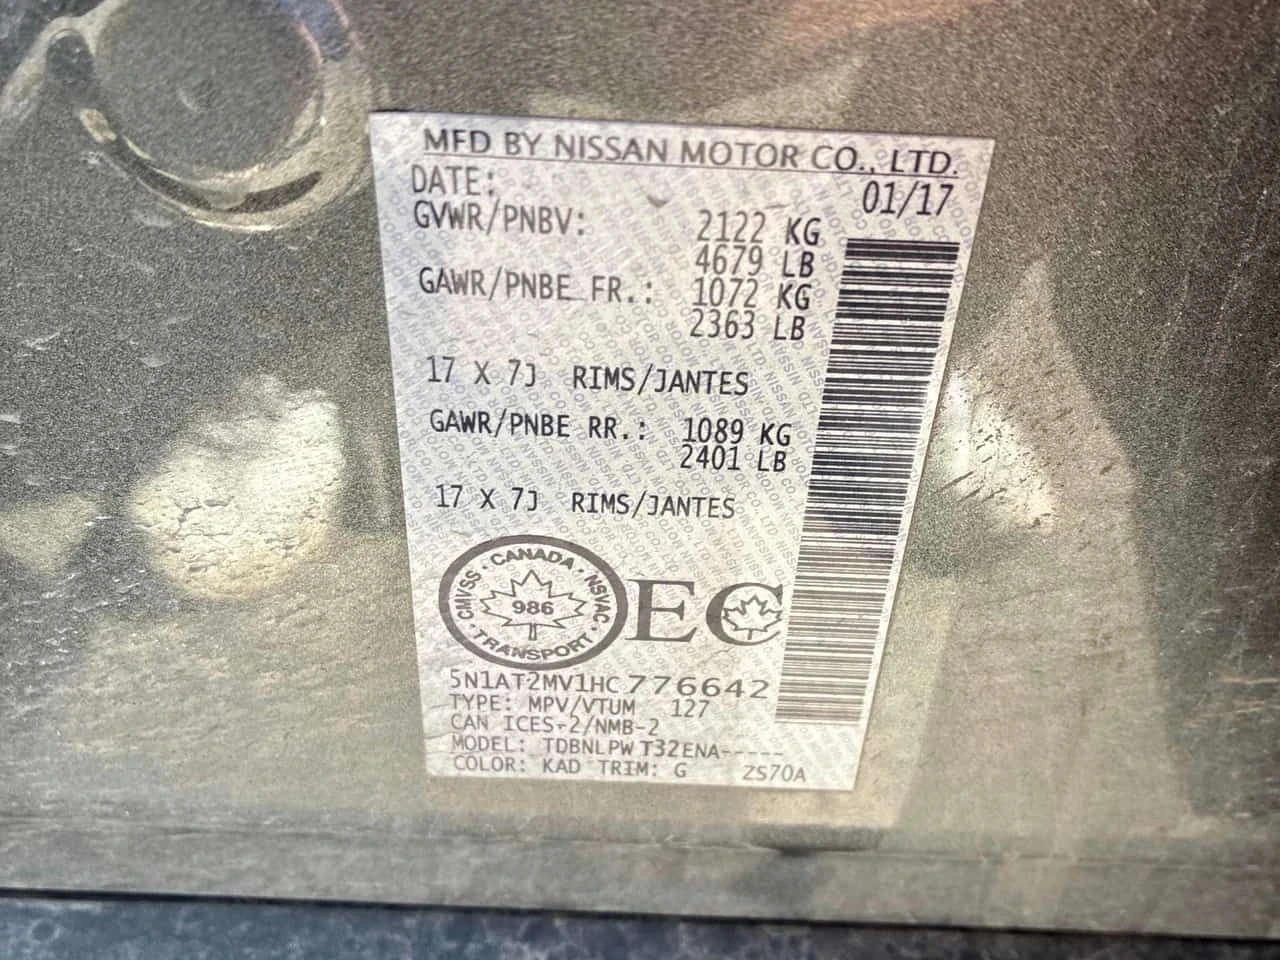 MFD BY NISSAN MOTOR CO., LTD.
DATE: 01/17
GVWR/PNBV: 2122 KG
4679 LB
GAWR/PNBE FR.: 1072 KG
2363 LB
17 X 7J RIMS/JANTES
GAWR/PNBE RR.: 1089 KG
2401 LB
17 X 7J RIMS/JANTES
CANADA · NSVAC · TRANSPORT · CMVSS ·
986
EC
5N1AT2MV1HC776642
TYPE: MPV/VTUM 127
CAN ICES-2/NMB-2
MODEL: TDBNLPW T32ENA-----
COLOR: KAD TRIM: G ZS70A